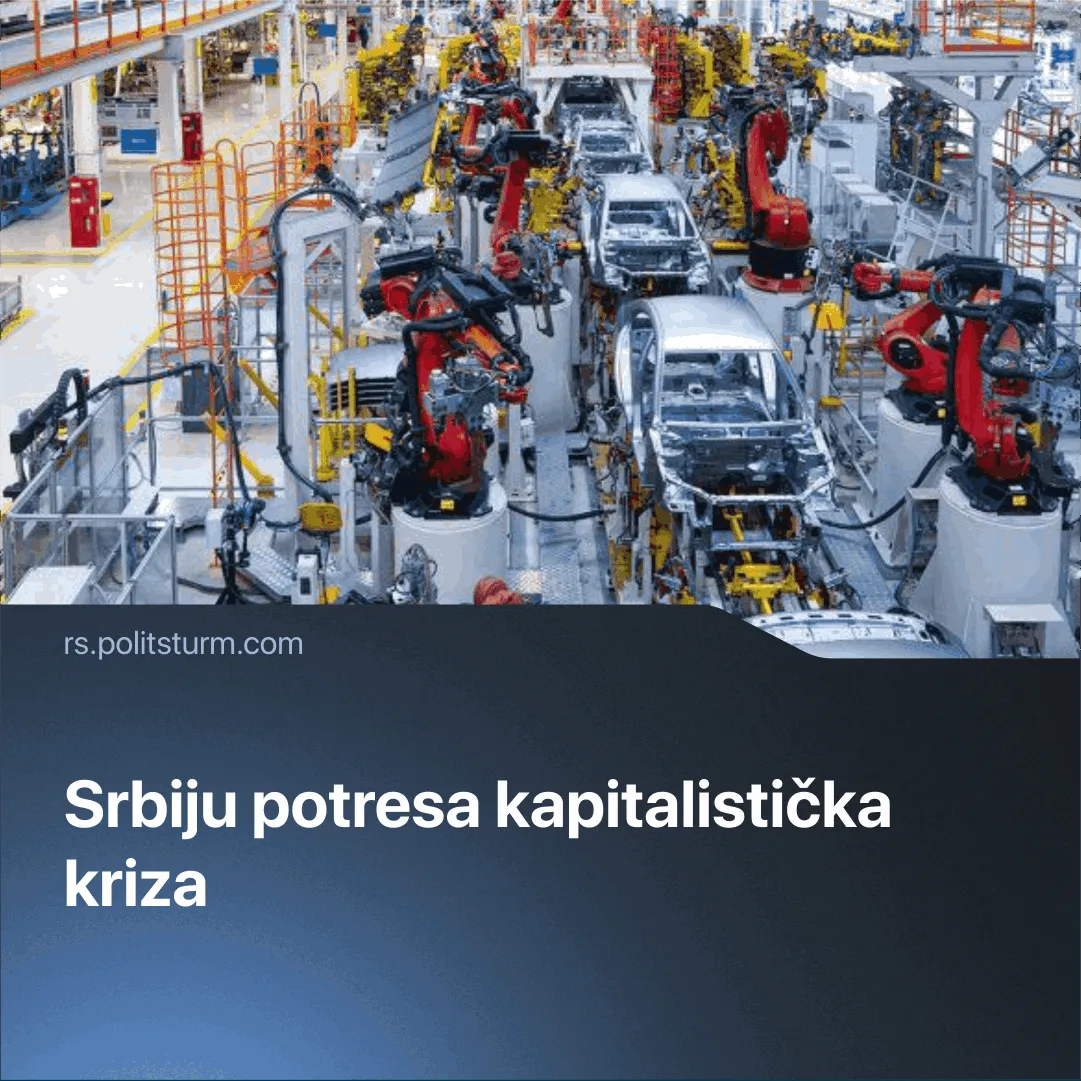 rs.politsturm.com
Srbiju potresa kapitalistička
kriza